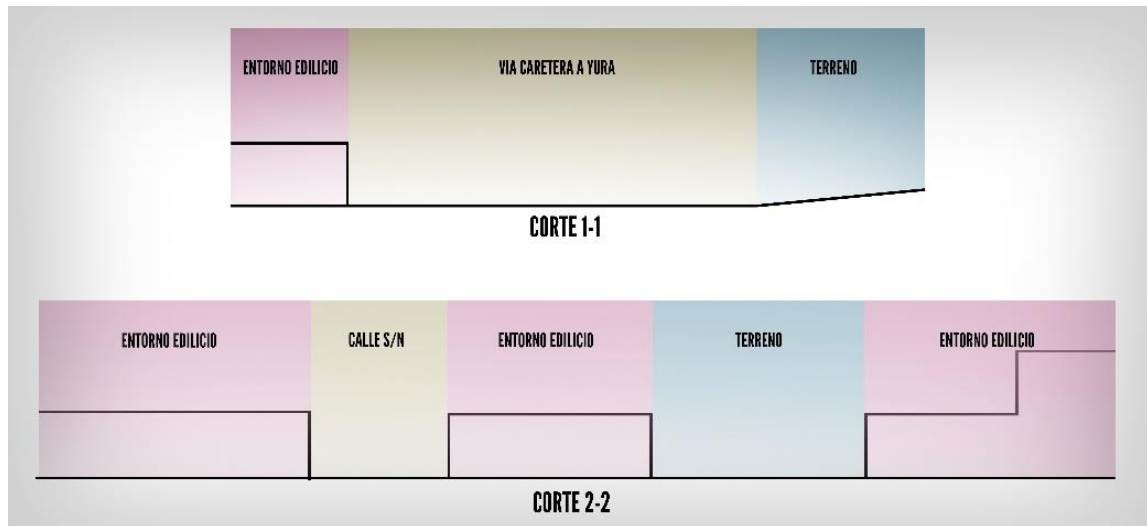 ENTORNO EDILICIO
VIA CARETERA A YURA
TERRENO
CORTE 1-1
ENTORNO EDILICIO
CALLE S/N
ENTORNO EDILICIO
TERRENO
ENTORNO EDILICIO
CORTE 2-2